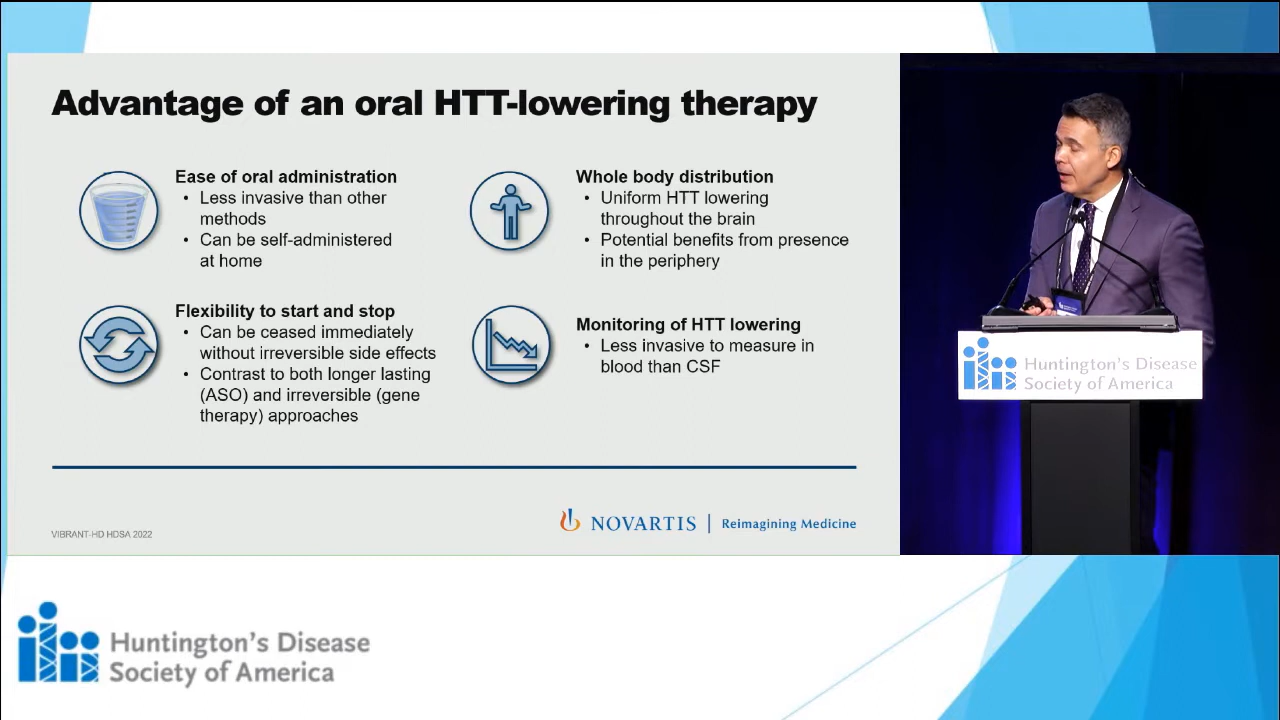 Advantage of an oral HTT-lowering therapy
Ease of oral administration
• Less invasive than other
methods
• Can be self-administered
at home
Flexibility to start and stop
• Can be ceased immediately
without irreversible side effects
• Contrast to both longer lasting
(ASO) and irreversible (gene
therapy) approaches
Whole body distribution
• Uniform HTT lowering
throughout the brain
• Potential benefits from presence
in the periphery
Monitoring of HTT lowering
• Less invasive to measure in
blood than CSF
VIBRANT-HD HDSA 2022
NOVARTIS | Reimagining Medicine
Huntington's Disease
Society of America
Huntington's Disease
Society of America